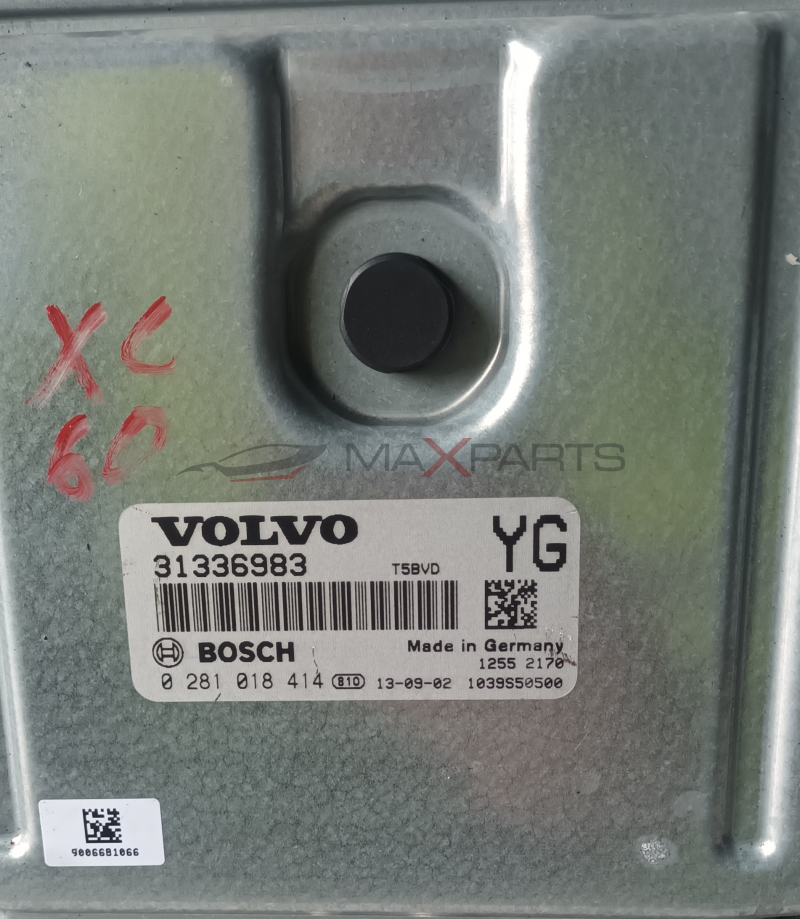 XC
60
MAXPARTS
VOLVO
YG
31336983
T5BVD
BOSCH
Made in Germany
1255 2170
0 281 018 414 810 13-09-02 1039S50500
9006681066